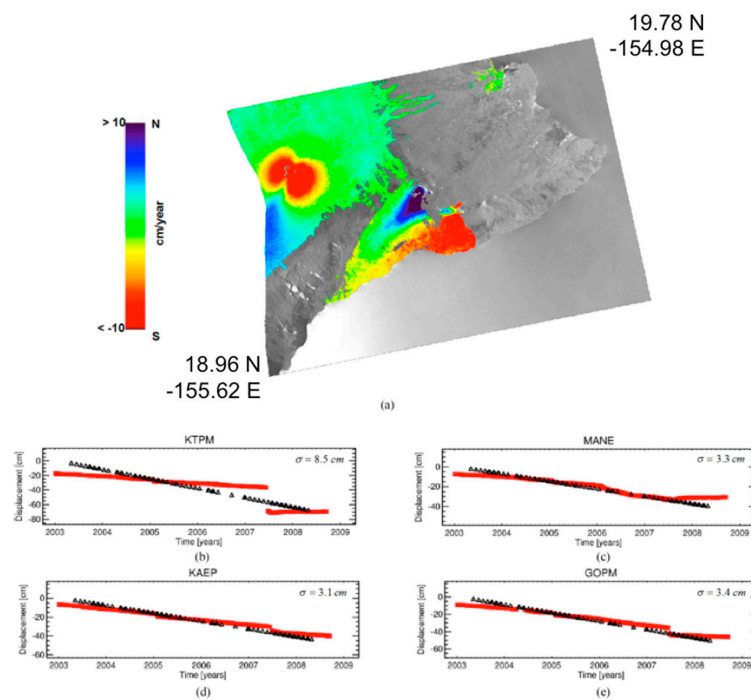 19.78 N
-154.98 E
> 10
N
cm/year
< -10
S
18.96 N
-155.62 E
(a)
KTPM
σ = 8.5 cm
Displacement [cm]
0
-20
-40
-60
-80
2003 2004 2005 2006 2007 2008 2009
Time [years]
(b)
MANE
σ = 3.3 cm
Displacement [cm]
0
-20
-40
2003 2004 2005 2006 2007 2008 2009
Time [years]
(c)
KAEP
σ = 3.1 cm
Displacement [cm]
0
-20
-40
-60
2003 2004 2005 2006 2007 2008 2009
Time [years]
(d)
GOPM
σ = 3.4 cm
Displacement [cm]
0
-20
-40
-60
2003 2004 2005 2006 2007 2008 2009
Time [years]
(e)